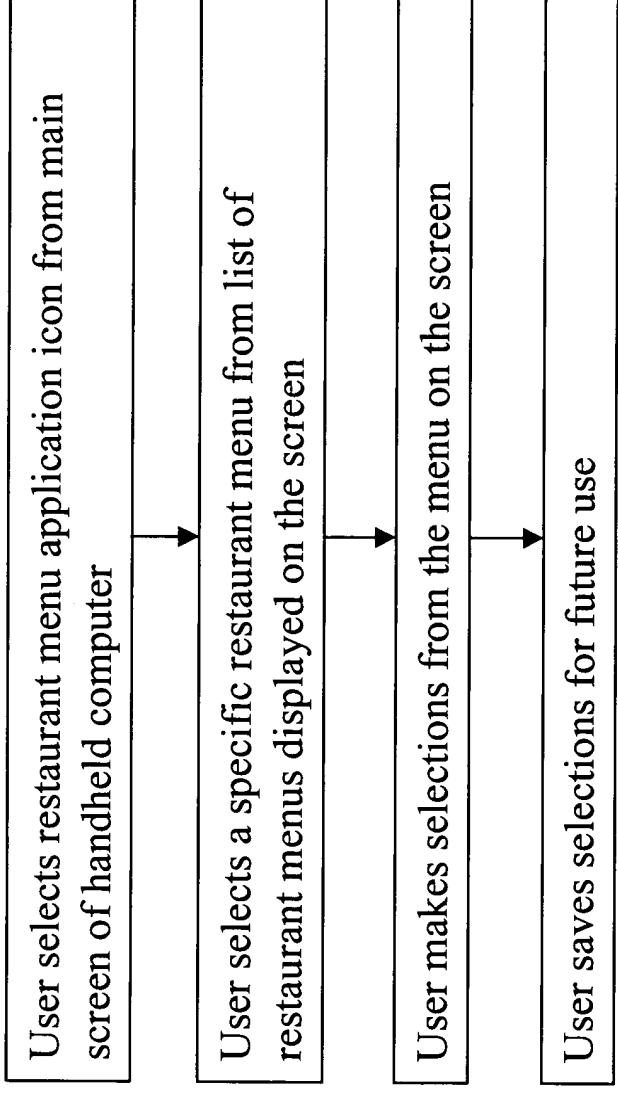 User selects restaurant menu application icon from main
screen of handheld computer
User selects a specific restaurant menu from list of
restaurant menus displayed on the screen
User makes selections from the menu on the screen
User saves selections for future use